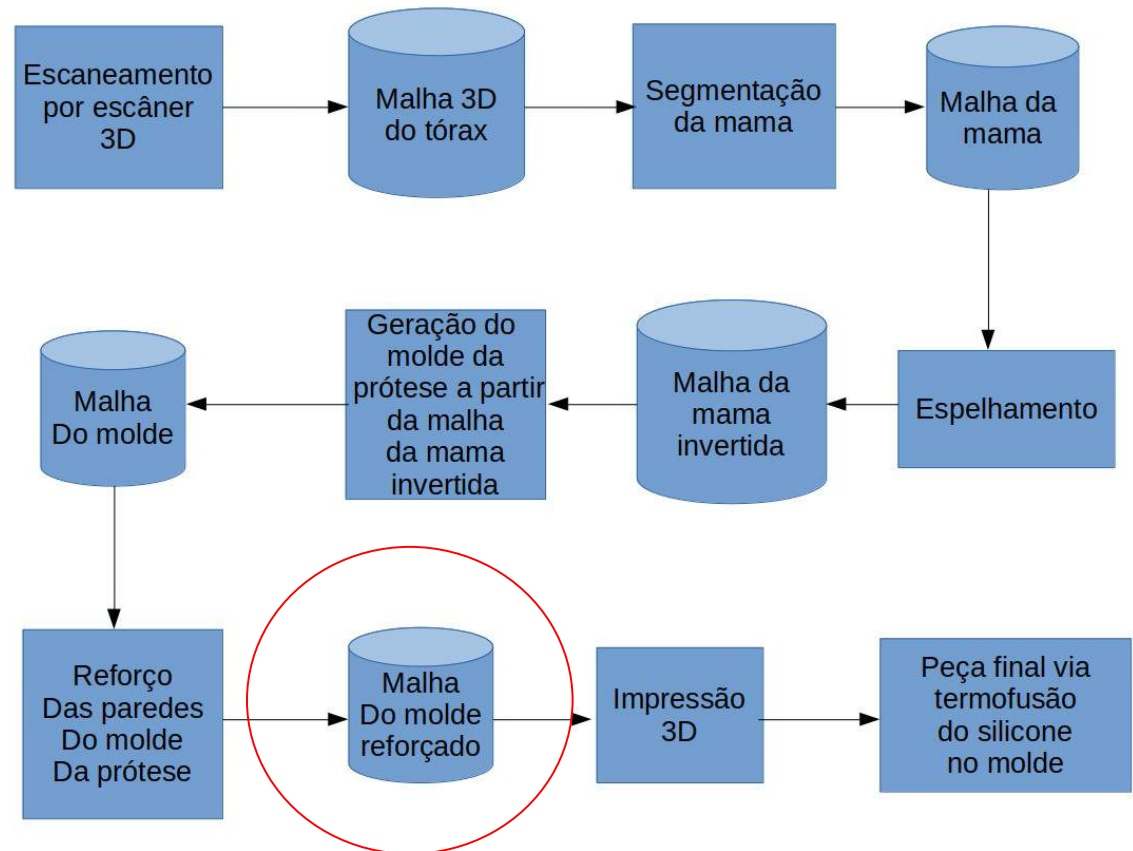 Escaneamento
por escâner
3D
Malha 3D
do tórax
Segmentação
da mama
Malha da
mama
Espelhamento
Malha da
mama
invertida
Geração do
molde da
prótese a partir
da malha
da mama
invertida
Malha
Do molde
Reforço
Das paredes
Do molde
Da prótese
Malha
Do molde
reforçado
Impressão
3D
Peça final via
termofusão
do silicone
no molde